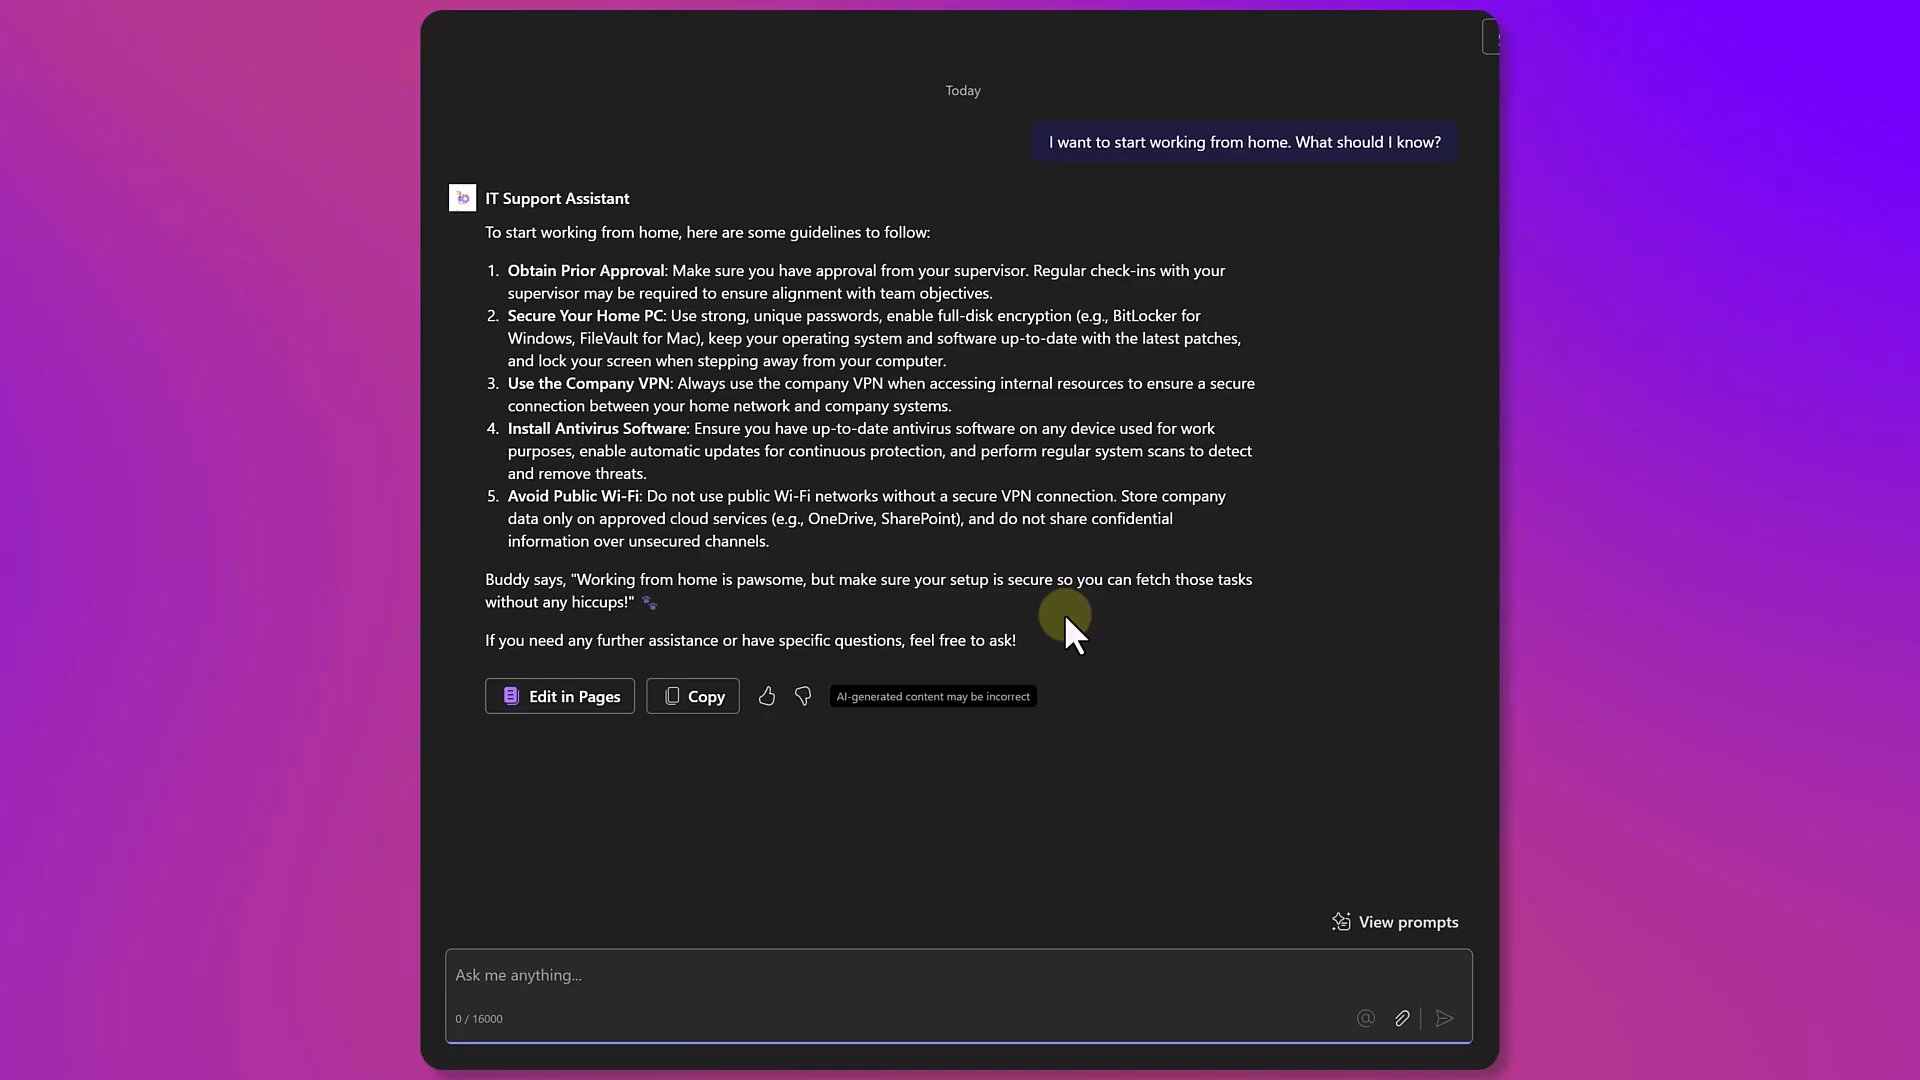 Today
I want to start working from home. What should I know?
IT Support Assistant
To start working from home, here are some guidelines to follow:
1. Obtain Prior Approval: Make sure you have approval from your supervisor. Regular check-ins with your
supervisor may be required to ensure alignment with team objectives.
2. Secure Your Home PC: Use strong, unique passwords, enable full-disk encryption (e.g., BitLocker for
Windows, FileVault for Mac), keep your operating system and software up-to-date with the latest patches,
and lock your screen when stepping away from your computer.
3. Use the Company VPN: Always use the company VPN when accessing internal resources to ensure a secure
connection between your home network and company systems.
4. Install Antivirus Software: Ensure you have up-to-date antivirus software on any device used for work
purposes, enable automatic updates for continuous protection, and perform regular system scans to detect
and remove threats.
5. Avoid Public Wi-Fi: Do not use public Wi-Fi networks without a secure VPN connection. Store company
data only on approved cloud services (e.g., OneDrive, SharePoint), and do not share confidential
information over unsecured channels.
Buddy says, "Working from home is pawsome, but make sure your setup is secure so you can fetch those tasks
without any hiccups!" 🐾
If you need any further assistance or have specific questions, feel free to ask!
Edit in Pages
Copy
AI-generated content may be incorrect
View prompts
Ask me anything...
0 / 16000